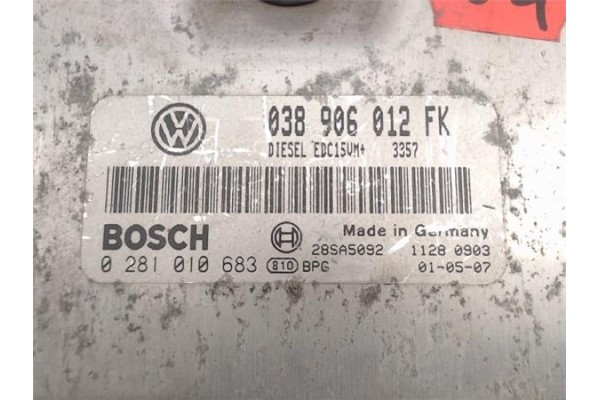 038 906 012 FK
DIESEL EDC15VM+ 3357
BOSCH
Made in Germany
28SA5092 1128 0903
0 281 010 683 810 BPG 01-05-07